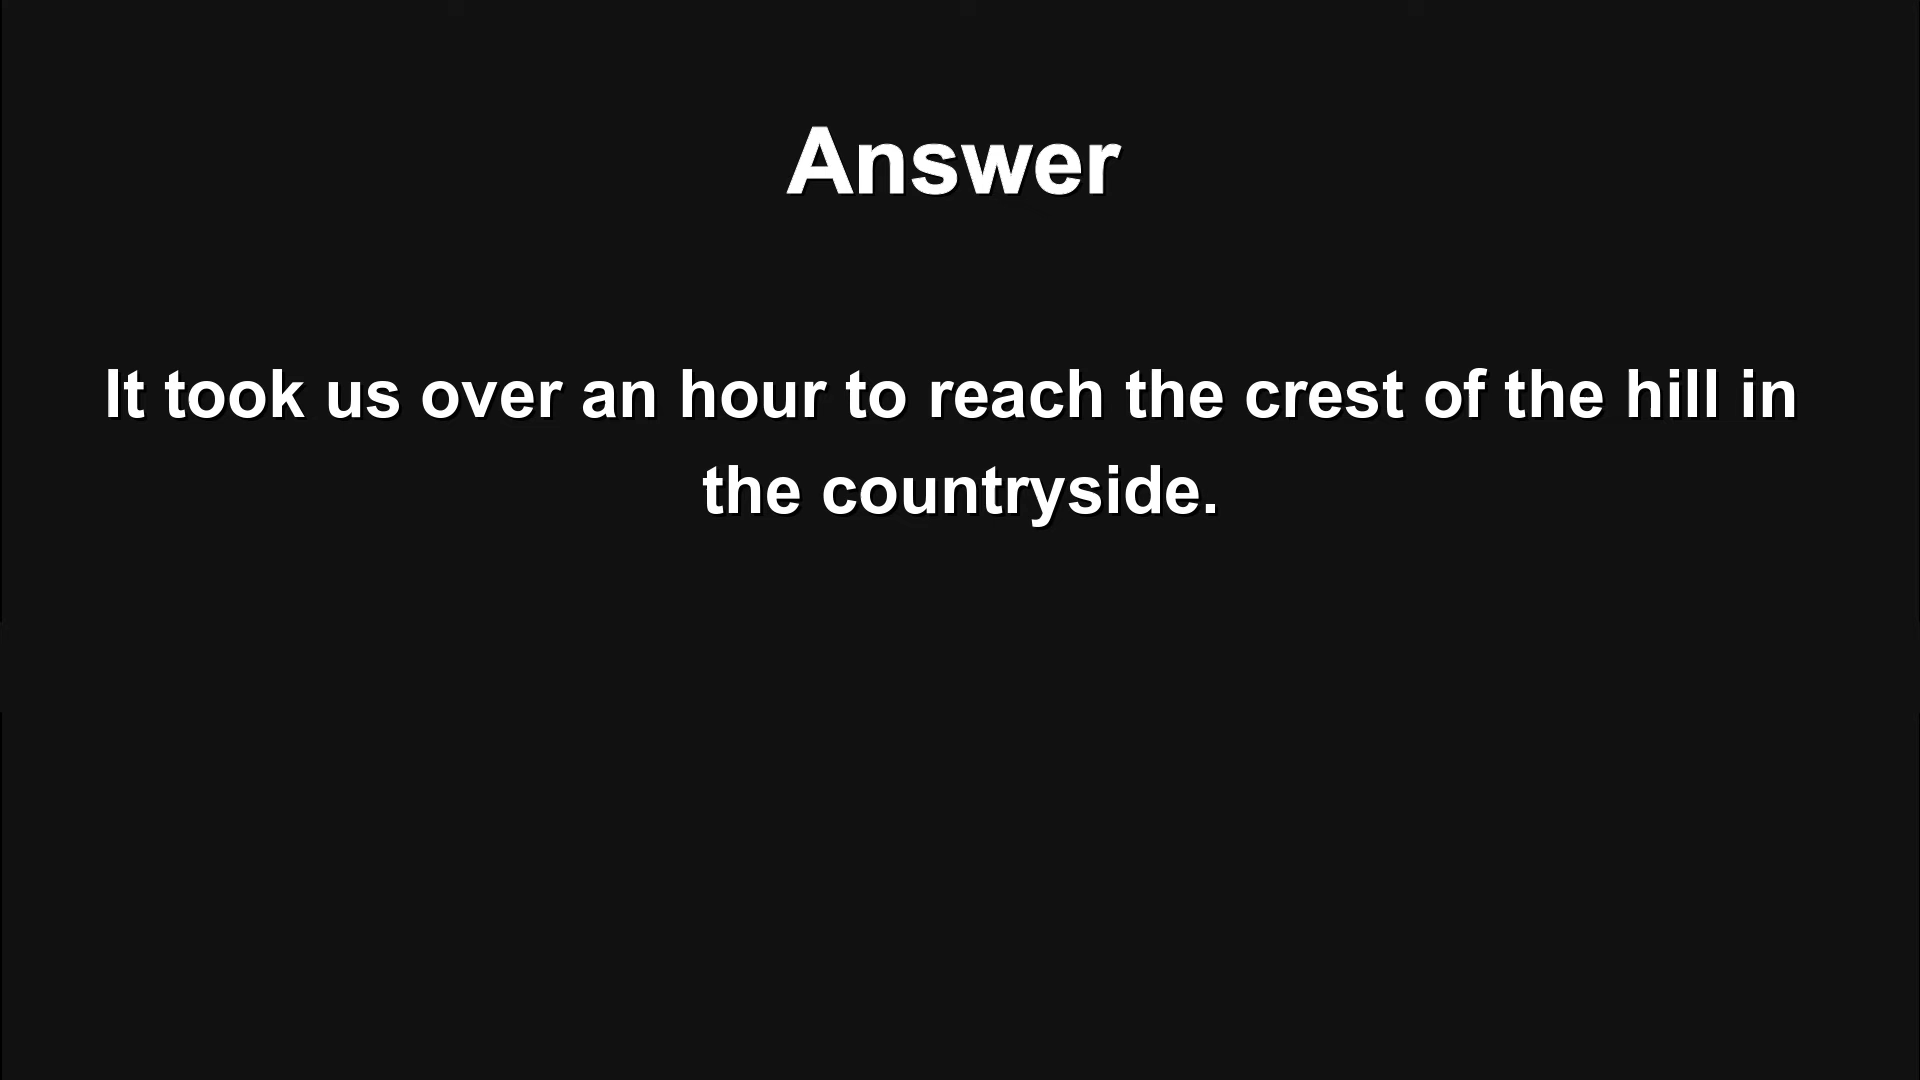 Answer
It took us over an hour to reach the crest of the hill in
the countryside.